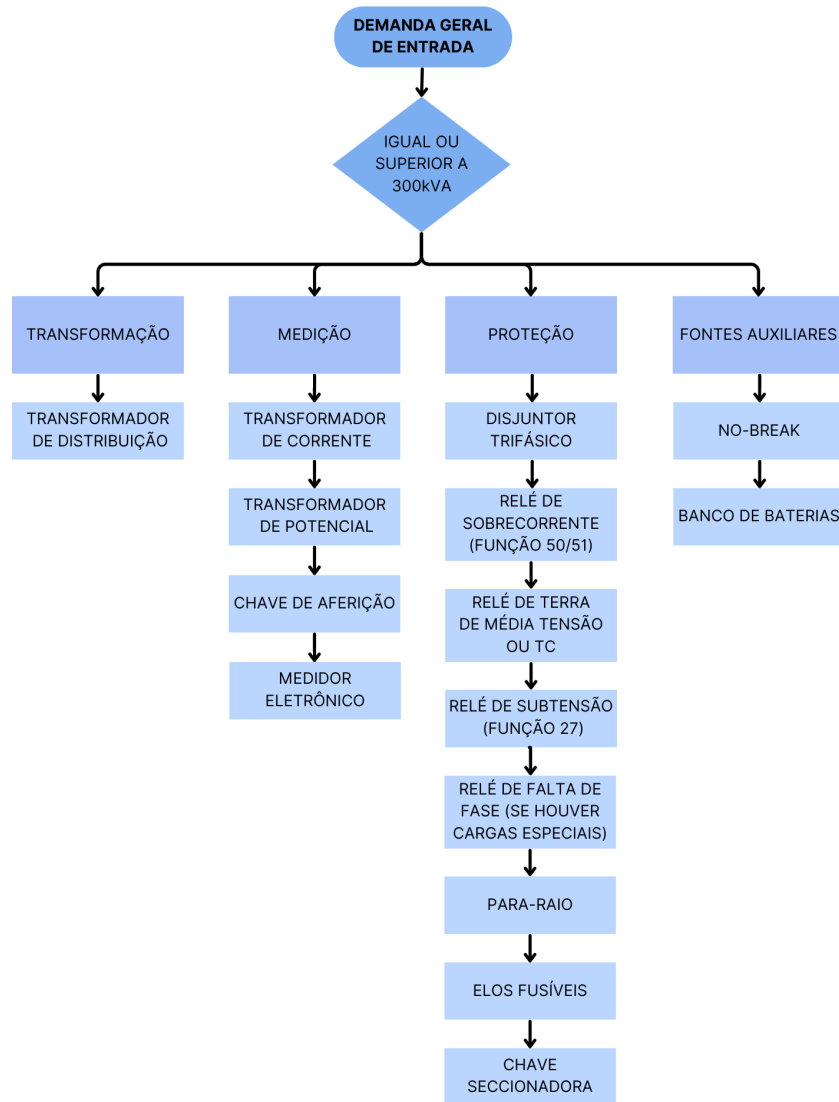 DEMANDA GERAL
DE ENTRADA
IGUAL OU
SUPERIOR A
300kVA
TRANSFORMAÇÃO
TRANSFORMADOR
DE DISTRIBUIÇÃO
MEDIÇÃO
TRANSFORMADOR
DE CORRENTE
TRANSFORMADOR
DE POTENCIAL
CHAVE DE AFERIÇÃO
MEDIDOR
ELETRÔNICO
PROTEÇÃO
DISJUNTOR
TRIFÁSICO
RELÉ DE
SOBRECORRENTE
(FUNÇÃO 50/51)
RELÉ DE TERRA
DE MÉDIA TENSÃO
OU TC
RELÉ DE SUBTENSÃO
(FUNÇÃO 27)
RELÉ DE FALTA DE
FASE (SE HOUVER
CARGAS ESPECIAIS)
PARA-RAIO
ELOS FUSÍVEIS
CHAVE
SECCIONADORA
FONTES AUXILIARES
NO-BREAK
BANCO DE BATERIAS